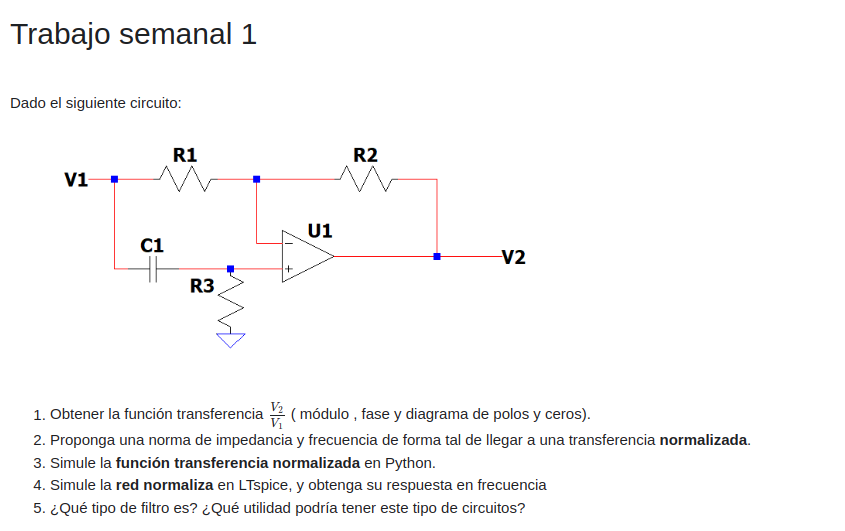 Trabajo semanal 1
Dado el siguiente circuito:
R1 R2
V1
U1
C1
V2
R3
1. Obtener la función transferencia V₂/V₁ ( módulo , fase y diagrama de polos y ceros).
2. Proponga una norma de impedancia y frecuencia de forma tal de llegar a una transferencia normalizada.
3. Simule la función transferencia normalizada en Python.
4. Simule la red normaliza en LTspice, y obtenga su respuesta en frecuencia
5. ¿Qué tipo de filtro es? ¿Qué utilidad podría tener este tipo de circuitos?